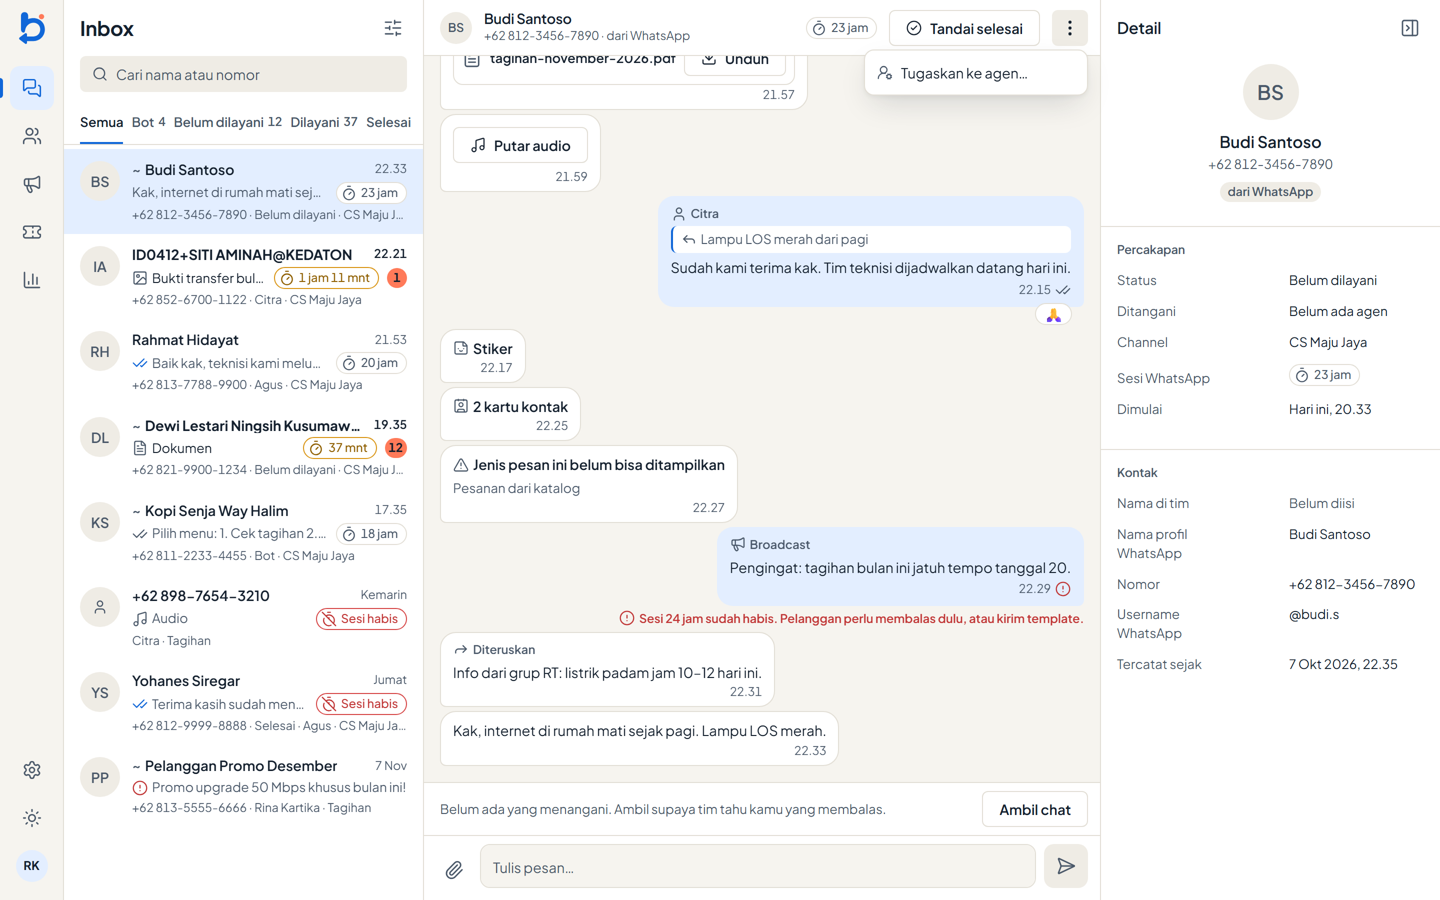 Inbox
Cari nama atau nomor
Semua Bot 4 Belum dilayani 12 Dilayani 37 Selesai
BS ~ Budi Santoso 22.33
Kak, internet di rumah mati sej... 23 jam
+62 812-3456-7890 · Belum dilayani · CS Maju J...
IA ID0412+SITI AMINAH@KEDATON 22.21
Bukti transfer bul... 1 jam 11 mnt 1
+62 852-6700-1122 · Citra · CS Maju Jaya
RH Rahmat Hidayat 21.53
Baik kak, teknisi kami melu... 20 jam
+62 813-7788-9900 · Agus · CS Maju Jaya
DL ~ Dewi Lestari Ningsih Kusumaw... 19.35
Dokumen 37 mnt 12
+62 821-9900-1234 · Belum dilayani · CS Maju J...
KS ~ Kopi Senja Way Halim 17.35
Pilih menu: 1. Cek tagihan 2.... 18 jam
+62 811-2233-4455 · Bot · CS Maju Jaya
+62 898-7654-3210 Kemarin
Audio Sesi habis
Citra · Tagihan
YS Yohanes Siregar Jumat
Terima kasih sudah men... Sesi habis
+62 812-9999-8888 · Selesai · Agus · CS Maju Ja...
PP ~ Pelanggan Promo Desember 7 Nov
Promo upgrade 50 Mbps khusus bulan ini!
+62 813-5555-6666 · Rina Kartika · Tagihan
RK
BS Budi Santoso
+62 812-3456-7890 · dari WhatsApp
23 jam
Tandai selesai
Tugaskan ke agen...
tagihan-november-2026.pdf Unduh
21.57
Putar audio
21.59
Citra
Lampu LOS merah dari pagi
Sudah kami terima kak. Tim teknisi dijadwalkan datang hari ini.
22.15
Stiker
22.17
2 kartu kontak
22.25
Jenis pesan ini belum bisa ditampilkan
Pesanan dari katalog
22.27
Broadcast
Pengingat: tagihan bulan ini jatuh tempo tanggal 20.
22.29
Sesi 24 jam sudah habis. Pelanggan perlu membalas dulu, atau kirim template.
Diteruskan
Info dari grup RT: listrik padam jam 10–12 hari ini.
22.31
Kak, internet di rumah mati sejak pagi. Lampu LOS merah.
22.33
Belum ada yang menangani. Ambil supaya tim tahu kamu yang membalas.
Ambil chat
Tulis pesan...
Detail
BS
Budi Santoso
+62 812-3456-7890
dari WhatsApp
Percakapan
Status Belum dilayani
Ditangani Belum ada agen
Channel CS Maju Jaya
Sesi WhatsApp 23 jam
Dimulai Hari ini, 20.33
Kontak
Nama di tim Belum diisi
Nama profil WhatsApp Budi Santoso
Nomor +62 812-3456-7890
Username WhatsApp @budi.s
Tercatat sejak 7 Okt 2026, 22.35